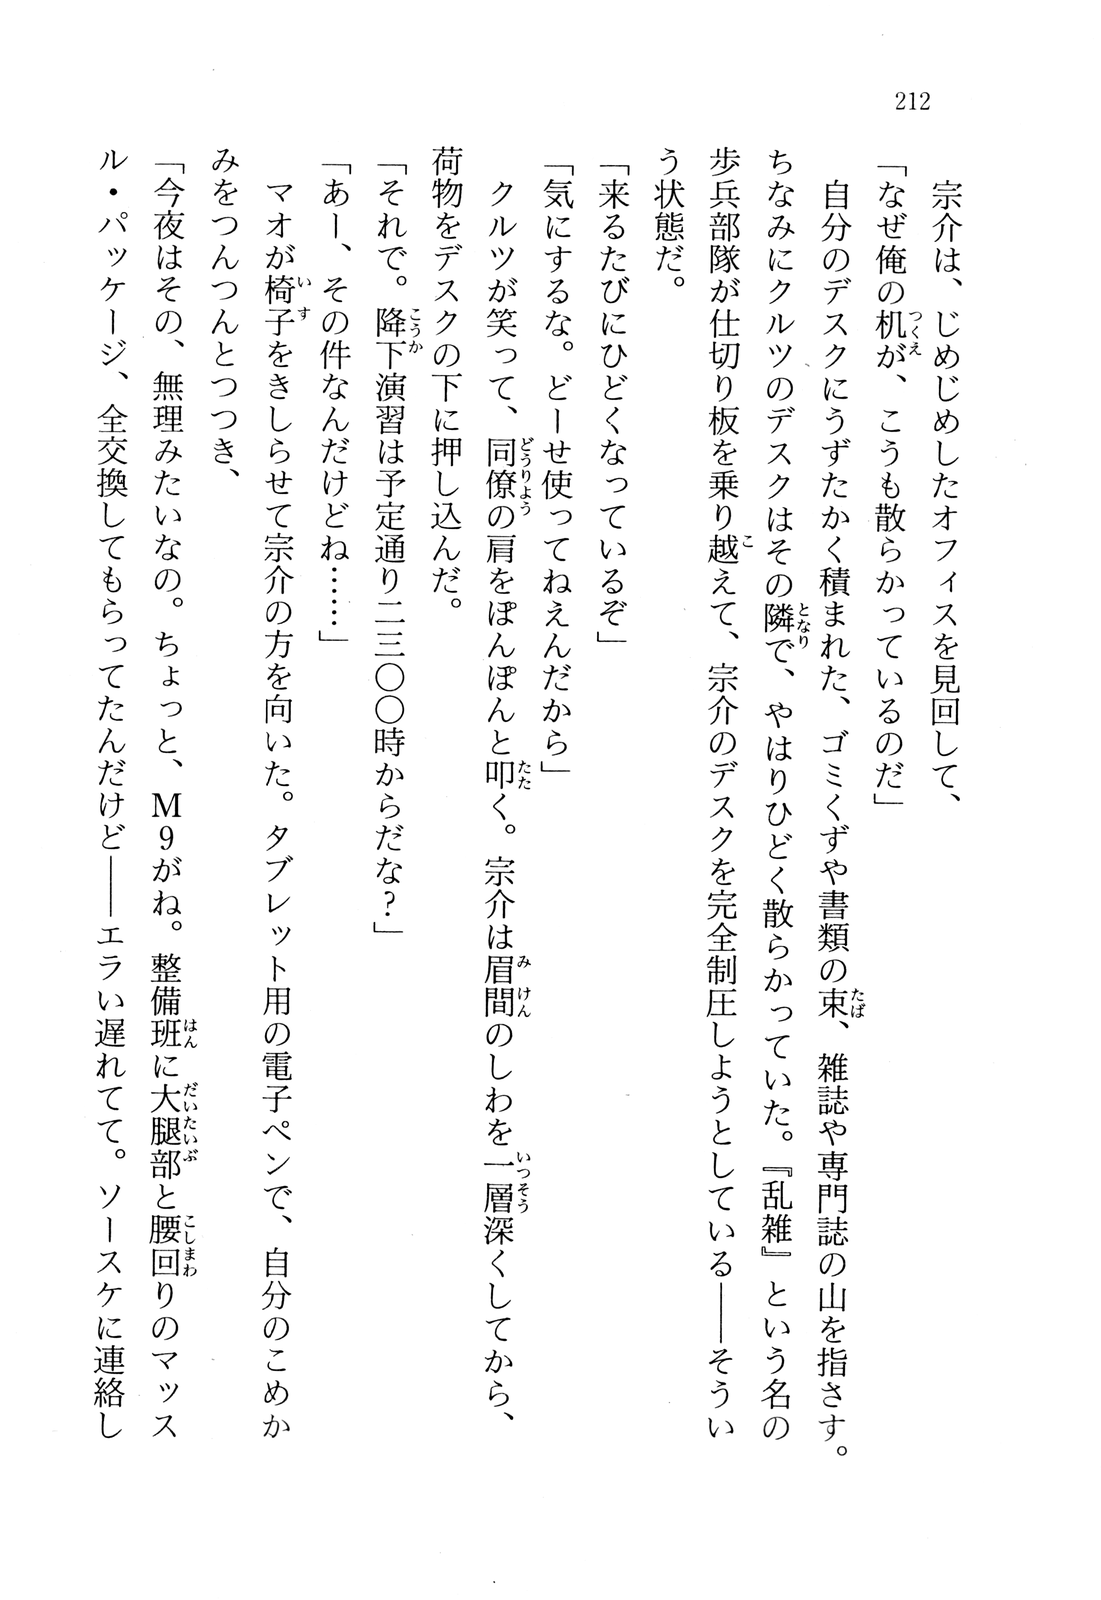 212
宗介は、じめじめしたオフィスを見回して、
「なぜ俺の机が、こうも散らかっているのだ」
自分のデスクにうずたかく積まれた、ゴミくずや書類の束、雑誌や専門誌の山を指さす。
ちなみにクルツのデスクはその隣で、やはりひどく散らかっていた。『乱雑』という名の
歩兵部隊が仕切り板を乗り越えて、宗介のデスクを完全制圧しようとしている――そうい
う状態だ。
「来るたびにひどくなっているぞ」
「気にするな。どーせ使ってねえんだから」
クルツが笑って、同僚の肩をぽんぽんと叩く。宗介は眉間のしわを一層深くしてから、
荷物をデスクの下に押し込んだ。
「それで。降下演習は予定通り二三〇〇時からだな？」
「あー、その件なんだけどね……」
マオが椅子をきしらせて宗介の方を向いた。タブレット用の電子ペンで、自分のこめか
みをつんつんとつつき、
「今夜はその、無理みたいなの。ちょっと、M9がね。整備班に大腿部と腰回りのマッス
ル・パッケージ、全交換してもらってたんだけど――エラい遅れてて。ソースケに連絡し